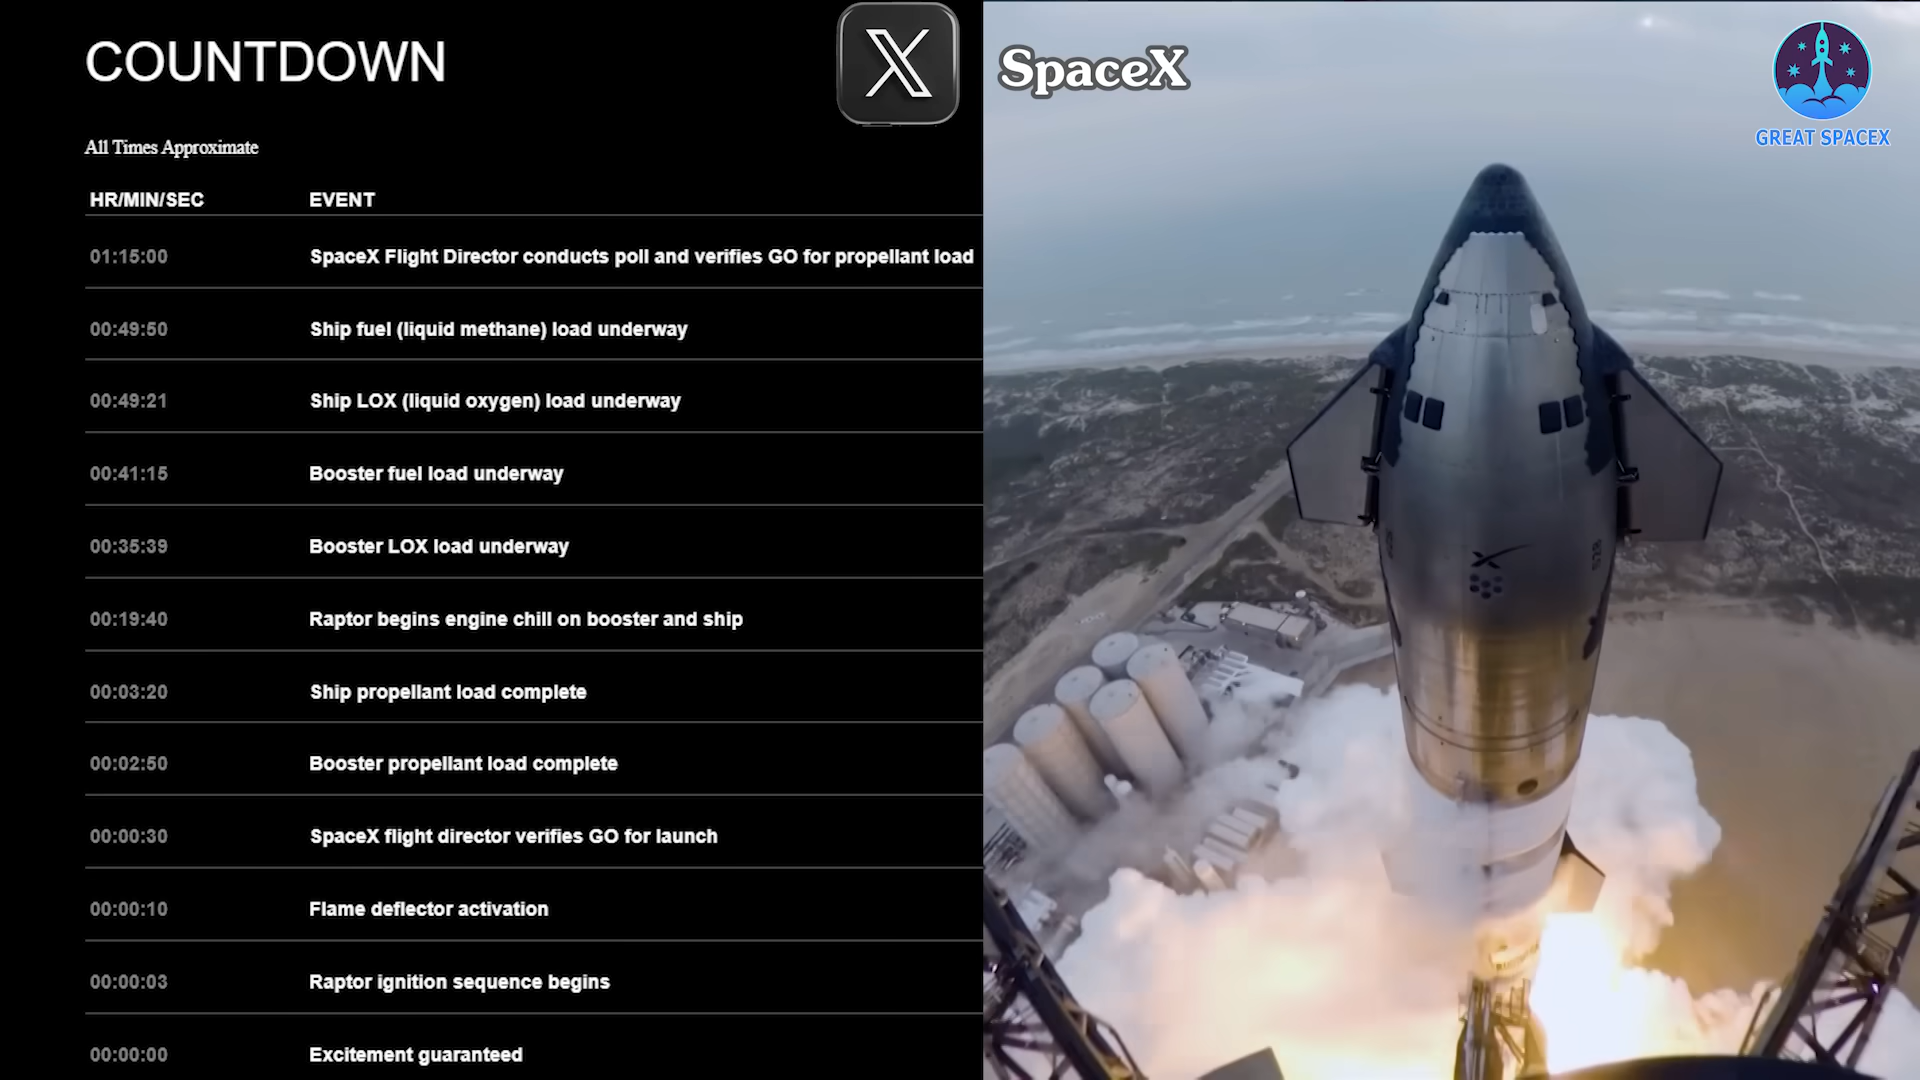 COUNTDOWN
All Times Approximate
HR/MIN/SEC EVENT
01:15:00 SpaceX Flight Director conducts poll and verifies GO for propellant load
00:49:50 Ship fuel (liquid methane) load underway
00:49:21 Ship LOX (liquid oxygen) load underway
00:41:15 Booster fuel load underway
00:35:39 Booster LOX load underway
00:19:40 Raptor begins engine chill on booster and ship
00:03:20 Ship propellant load complete
00:02:50 Booster propellant load complete
00:00:30 SpaceX flight director verifies GO for launch
00:00:10 Flame deflector activation
00:00:03 Raptor ignition sequence begins
00:00:00 Excitement guaranteed
X
SpaceX
GREAT SPACEX